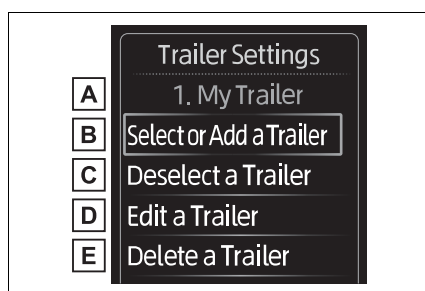 Trailer Settings
A 1. My Trailer
B Select or Add a Trailer
C Deselect a Trailer
D Edit a Trailer
E Delete a Trailer